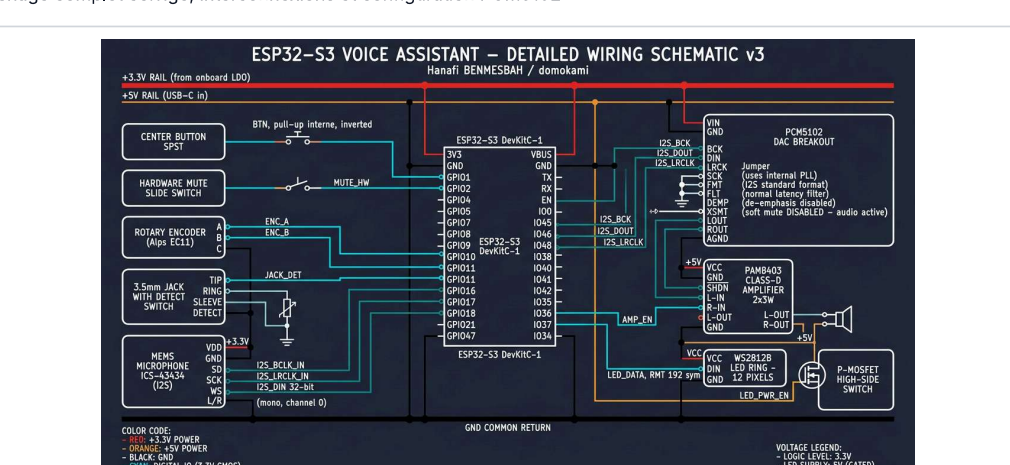 ESP32-S3 VOICE ASSISTANT – DETAILED WIRING SCHEMATIC v3
Hanafi BENMESBAH / domokami
+3.3V RAIL (from onboard LDO)
+5V RAIL (USB-C in)
CENTER BUTTON
SPST
BTN, pull-up interne, inverted
HARDWARE MUTE
SLIDE SWITCH
MUTE_HW
ROTARY ENCODER
(Alps EC11)
A
B
C
ENC_A
ENC_B
3.5mm JACK
WITH DETECT
SWITCH
TIP
RING
SLEEVE
DETECT
JACK_DET
MEMS
MICROPHONE
ICS-43434
(I2S)
VDD
GND
SD
SCK
WS
L/R
+3.3V
I2S_BCLK_IN
I2S_LRCLK_IN
I2S_DIN 32-bit
(mono, channel 0)
ESP32-S3 DevKitC-1
3V3
GND
GPIO1
GPIO2
GPIO4
GPIO5
GPIO7
GPIO8
GPIO9
GPIO10
GPIO11
GPIO11
GPIO16
GPIO17
GPIO18
GPIO21
GPIO47
ESP32-S3
DevKitC-1
VBUS
GND
TX
RX
EN
IO0
IO45
IO46
IO48
IO38
IO40
IO41
IO42
IO35
IO36
IO37
IO34
ESP32-S3 DevKitC-1
I2S_BCK
I2S_DOUT
I2S_LRCLK
I2S_BCK
I2S_DOUT
I2S_LRCLK
AMP_EN
LED_DATA, RMT 192 sym
LED_PWR_EN
VIN
GND
BCK
DIN
LRCK
SCK
FMT
FLT
DEMP
XSMT
LOUT
ROUT
AGND
PCM5102
DAC BREAKOUT
Jumper
(uses internal PLL)
(I2S standard format)
(normal latency filter)
(de-emphasis disabled)
(soft mute DISABLED – audio active)
+5V
VCC
GND
SHDN
L-IN
R-IN
L-OUT
GND
PAM8403
CLASS-D
AMPLIFIER
2x3W
L-OUT
R-OUT
+5V
VCC
VCC
DIN
GND
WS2812B
LED RING –
12 PIXELS
P-MOSFET
HIGH-SIDE
SWITCH
GND COMMON RETURN
COLOR CODE:
- RED: +3.3V POWER
- ORANGE: +5V POWER
- BLACK: GND
VOLTAGE LEGEND:
- LOGIC LEVEL: 3.3V